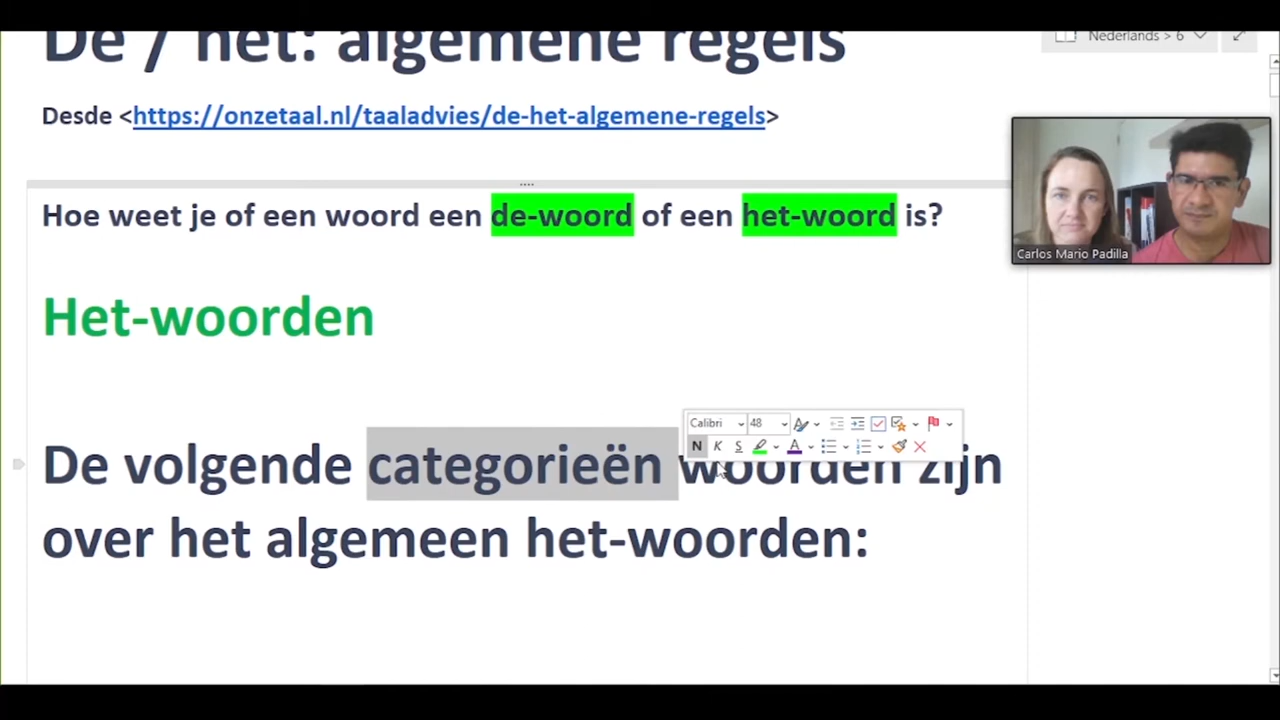 De / het: algemene regels
Nederlands > 6
Desde <https://onzetaal.nl/taaladvies/de-het-algemene-regels>
Hoe weet je of een woord een de-woord of een het-woord is?
Carlos Mario Padilla
Het-woorden
Calibri 48
N K S A
De volgende categorieën woorden zijn
over het algemeen het-woorden: